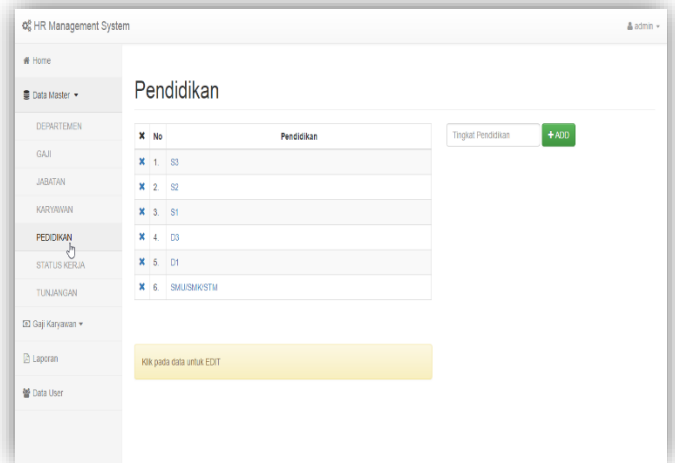 HR Management System
admin
Home
Data Master
DEPARTEMEN
GAJI
JABATAN
KARYAWAN
PEDIDIKAN
STATUS KERJA
TUNJANGAN
Gaji Karyawan
Laporan
Data User
Pendidikan
No Pendidikan
1. S3
2. S2
3. S1
4. D3
5. D1
6. SMU/SMK/STM
Klik pada data untuk EDIT
Tingkat Pendidikan
+ ADD